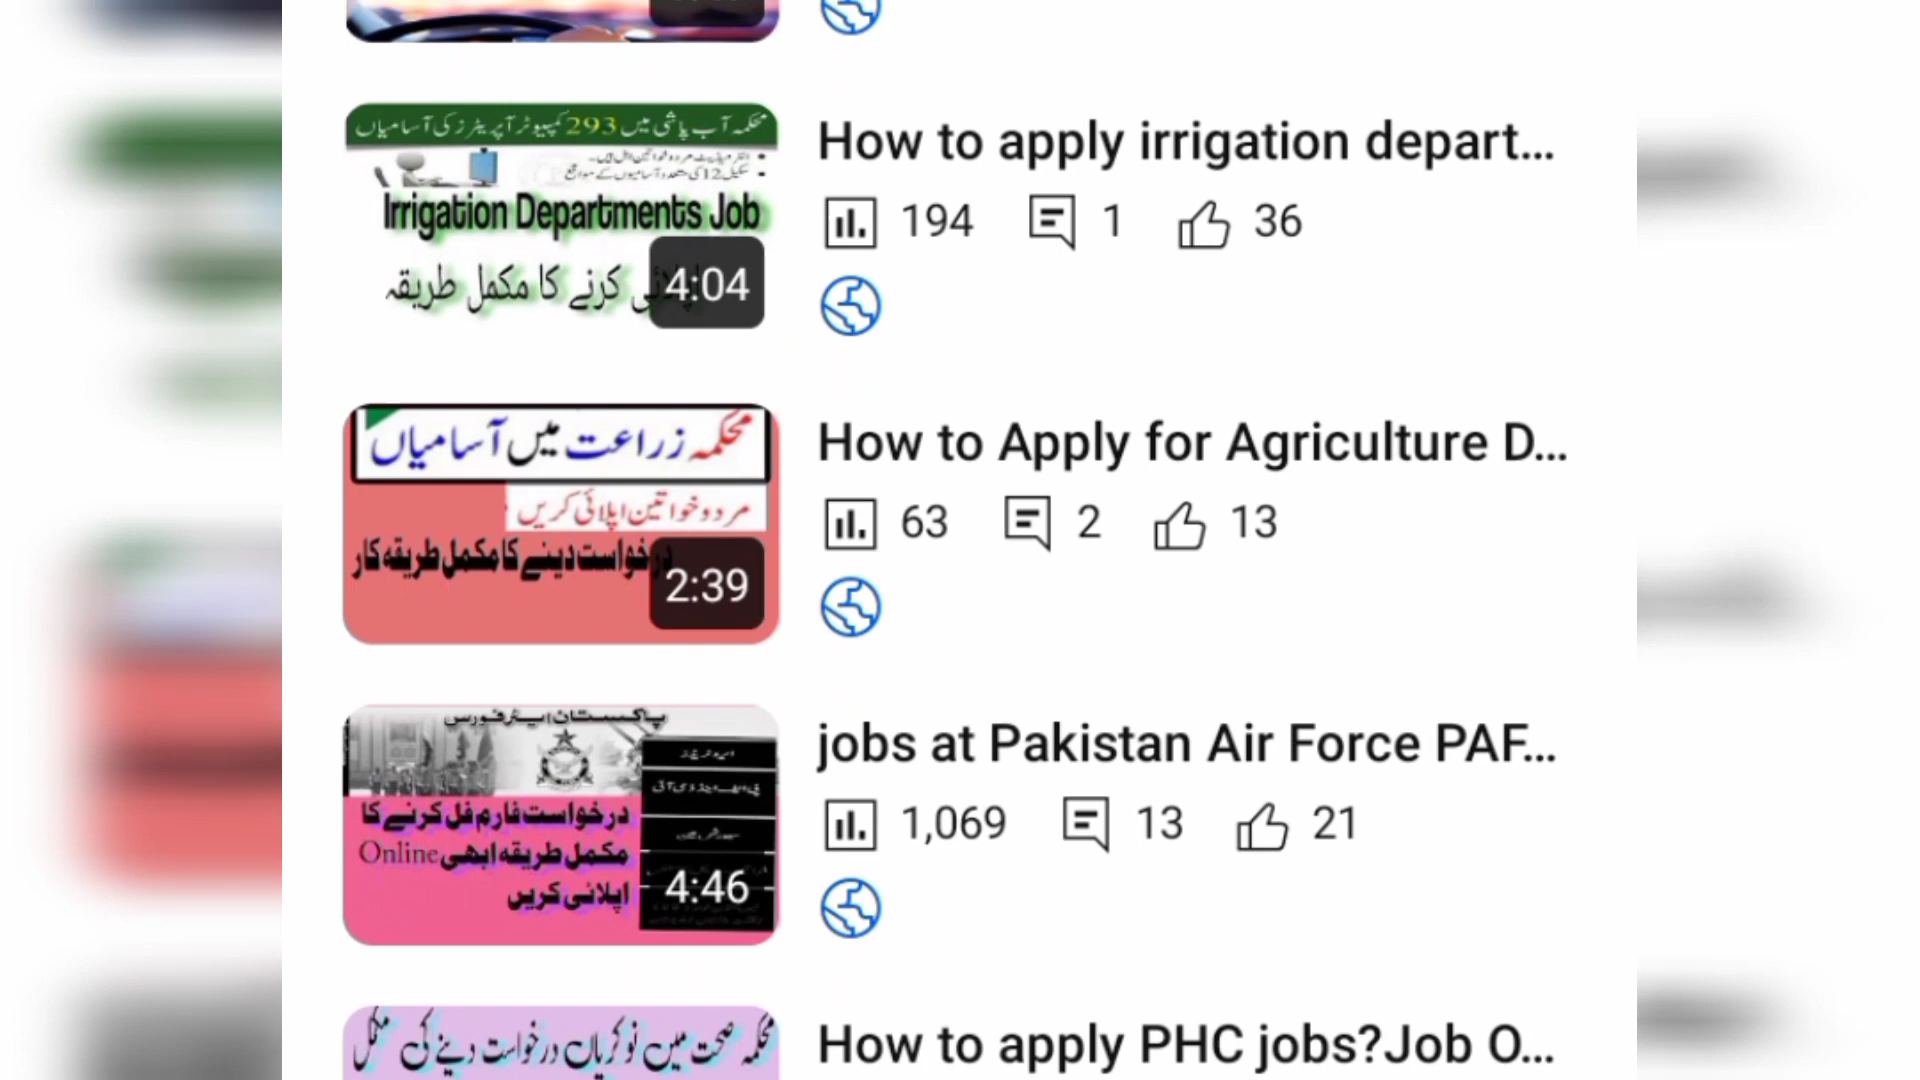 محکمہ آب پاشی میں 293 کمپیوٹر آپریٹرز کی آسامیاں
Irrigation Departments Job
کرنے کا مکمل طریقہ
4:04
How to apply irrigation depart...
194 1 36
محکمہ زراعت میں آسامیاں
مرد و خواتین اپلائی کریں
درخواست دینے کا مکمل طریقہ کار
2:39
How to Apply for Agriculture D...
63 2 13
پاکستان ایئر فورس
درخواست فارم فل کرنے کا
مکمل طریقہ ابھی Online
اپلائی کریں
4:46
jobs at Pakistan Air Force PAF...
1,069 13 21
محکمہ صحت میں نوکریاں درخواست دینے کی مکمل
How to apply PHC jobs?Job O...